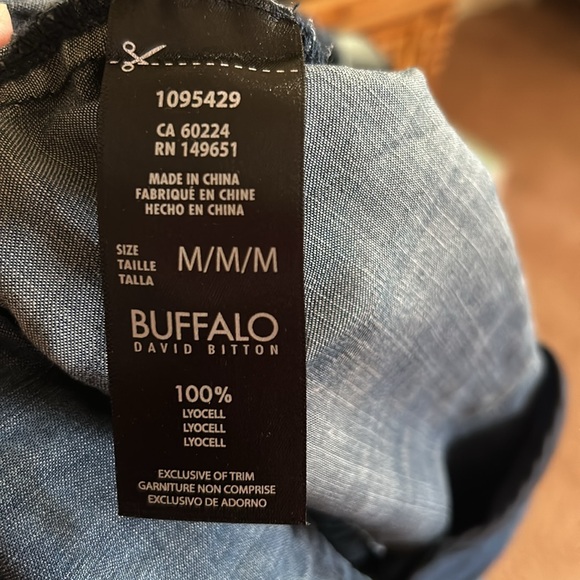 1095429
CA 60224
RN 149651
MADE IN CHINA
FABRIQUÉ EN CHINE
HECHO EN CHINA
SIZE
TAILLE
TALLA
M/M/M
BUFFALO
DAVID BITTON
100%
LYOCELL
LYOCELL
LYOCELL
EXCLUSIVE OF TRIM
GARNITURE NON COMPRISE
EXCLUSIVO DE ADORNO